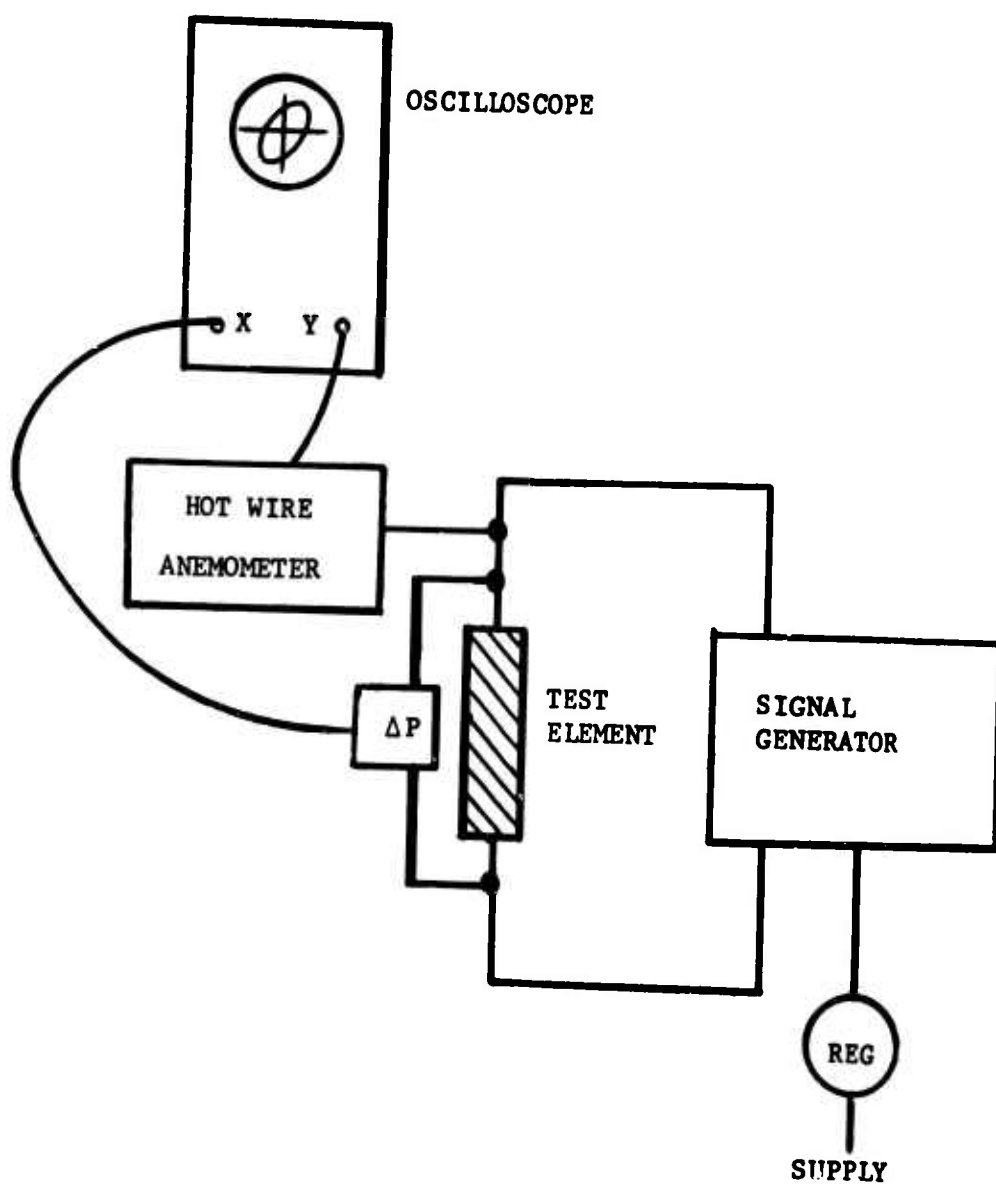 OSCILLOSCOPE
X Y
HOT WIRE
ANEMOMETER
ΔP
TEST
ELEMENT
SIGNAL
GENERATOR
REG
SUPPLY